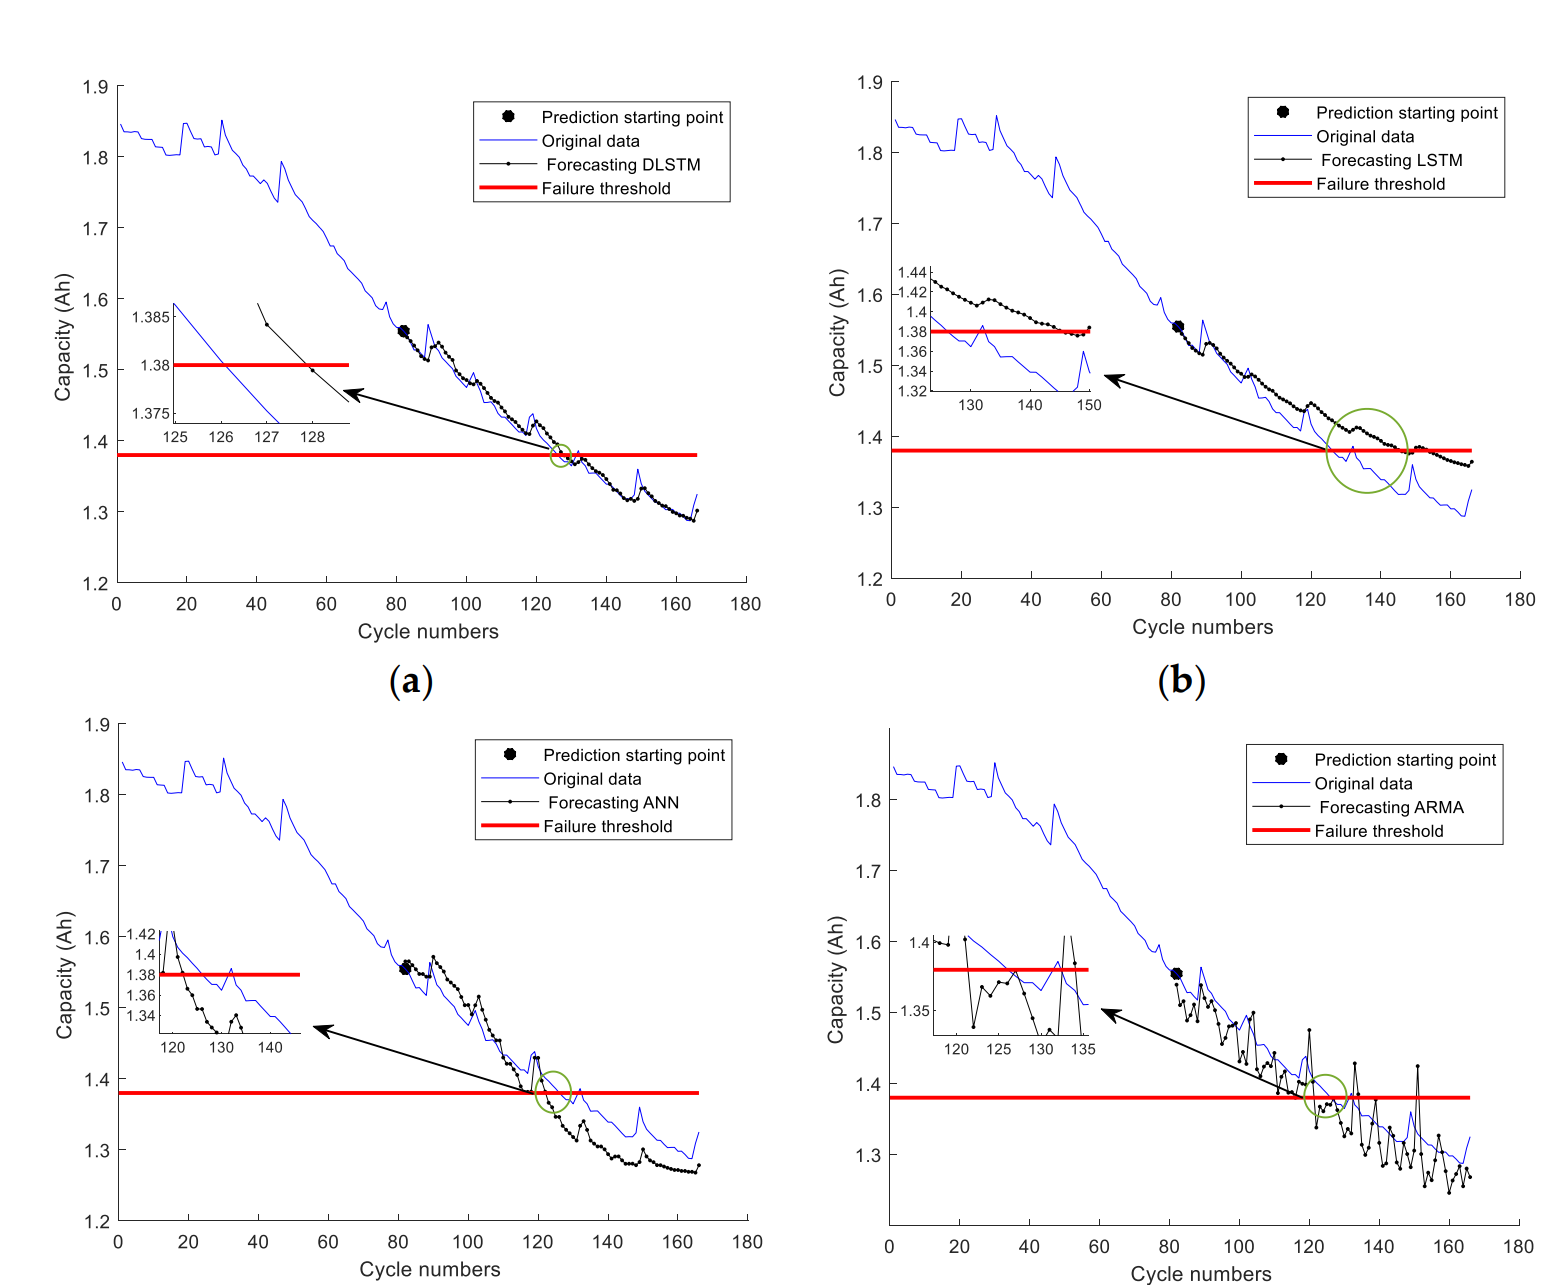 1.9
1.8
1.7
1.6
1.5
1.4
1.3
1.2
Capacity (Ah)
Prediction starting point
Original data
Forecasting DLSTM
Failure threshold
1.385
1.38
1.375
125 126 127 128
0 20 40 60 80 100 120 140 160 180
Cycle numbers
(a)
1.9
1.8
1.7
1.6
1.5
1.4
1.3
1.2
Capacity (Ah)
Prediction starting point
Original data
Forecasting LSTM
Failure threshold
1.44
1.42
1.4
1.38
1.36
1.34
1.32
130 140 150
0 20 40 60 80 100 120 140 160 180
Cycle numbers
(b)
1.9
1.8
1.7
1.6
1.5
1.4
1.3
1.2
Capacity (Ah)
Prediction starting point
Original data
Forecasting ANN
Failure threshold
1.42
1.4
1.38
1.36
1.34
120 130 140
0 20 40 60 80 100 120 140 160 180
Cycle numbers
1.8
1.7
1.6
1.5
1.4
1.3
Capacity (Ah)
Prediction starting point
Original data
Forecasting ARMA
Failure threshold
1.4
1.35
120 125 130 135
0 20 40 60 80 100 120 140 160 180
Cycle numbers